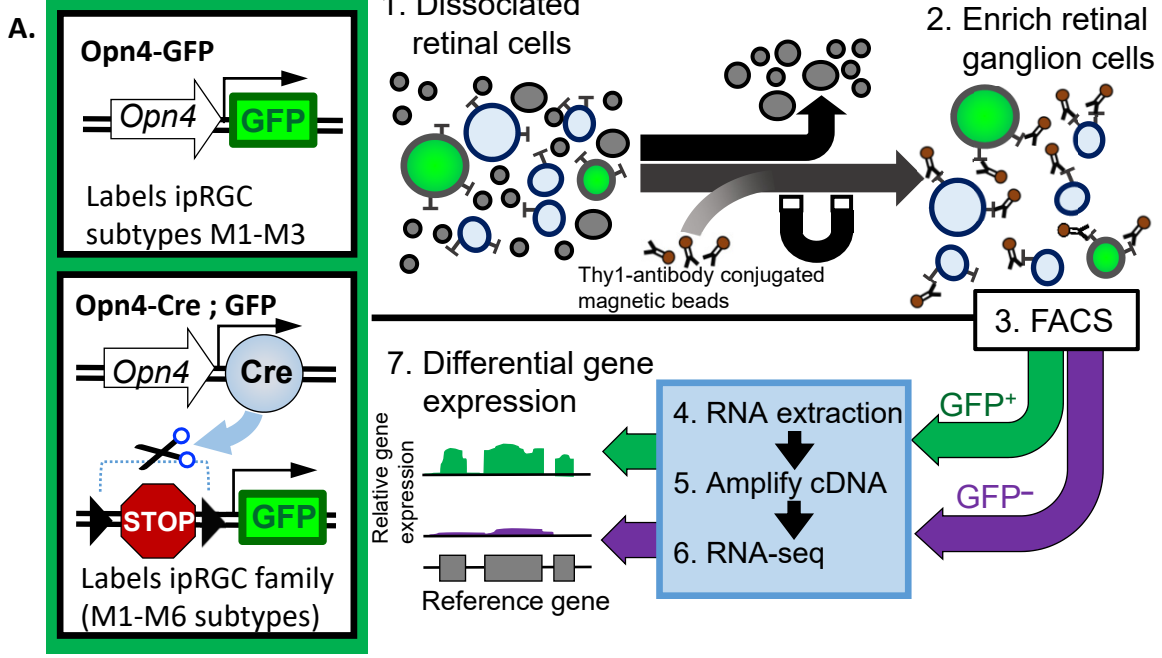 A.
Opn4-GFP
Opn4
GFP
Labels ipRGC
subtypes M1-M3
Opn4-Cre ; GFP
Opn4
Cre
STOP
GFP
Labels ipRGC family
(M1-M6 subtypes)
1. Dissociated
retinal cells
Thy1-antibody conjugated
magnetic beads
2. Enrich retinal
ganglion cells
3. FACS
GFP+
GFP–
4. RNA extraction
5. Amplify cDNA
6. RNA-seq
7. Differential gene
expression
Relative gene
expression
Reference gene